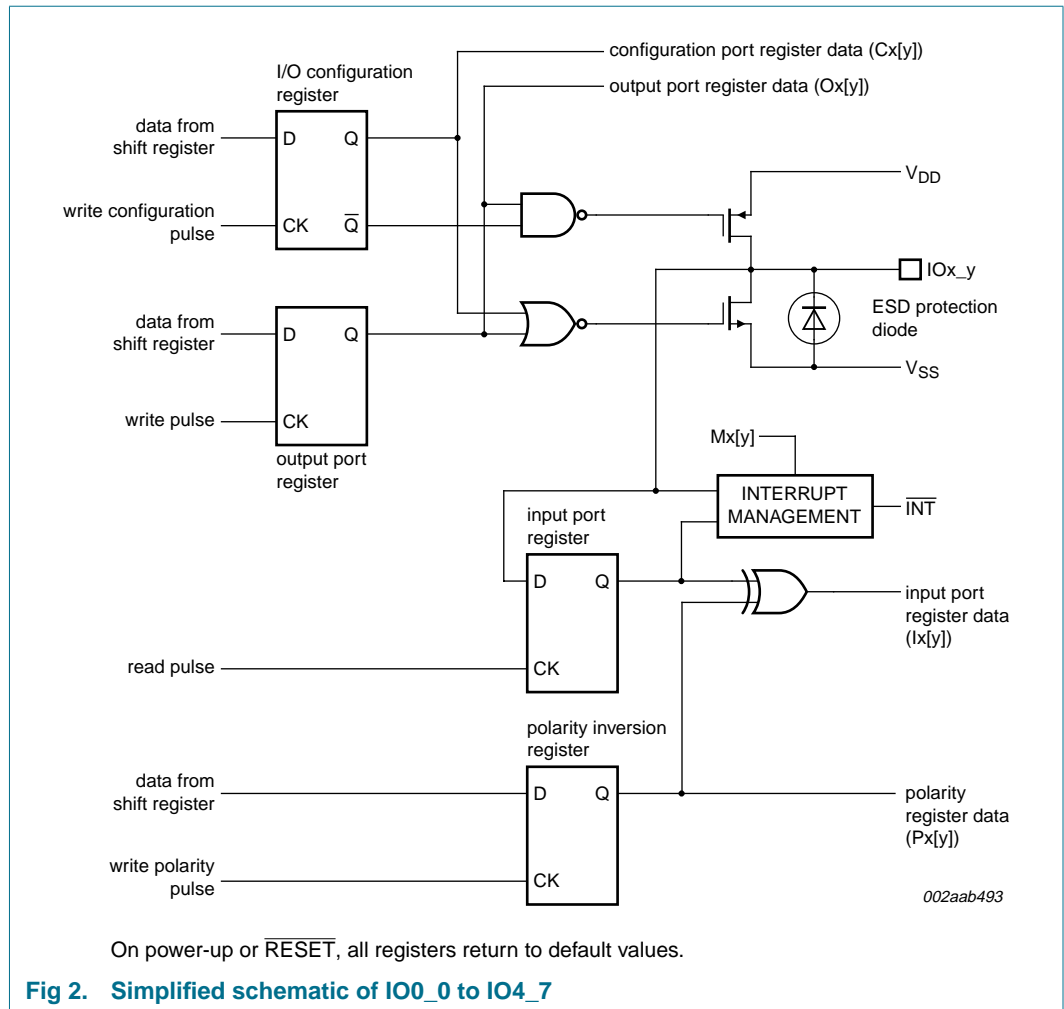 configuration port register data (Cx[y])
output port register data (Ox[y])
I/O configuration
register
data from
shift register
D
Q
write configuration
pulse
CK
Q̅
V_DD
IOx_y
ESD protection
diode
V_SS
data from
shift register
D
Q
write pulse
CK
output port
register
Mx[y]
INTERRUPT
MANAGEMENT
I̅N̅T̅
input port
register
D
Q
input port
register data
(Ix[y])
read pulse
CK
polarity inversion
register
data from
shift register
D
Q
polarity
register data
(Px[y])
write polarity
pulse
CK
002aab493
On power-up or R̅E̅S̅E̅T̅, all registers return to default values.
Fig 2. Simplified schematic of IO0_0 to IO4_7